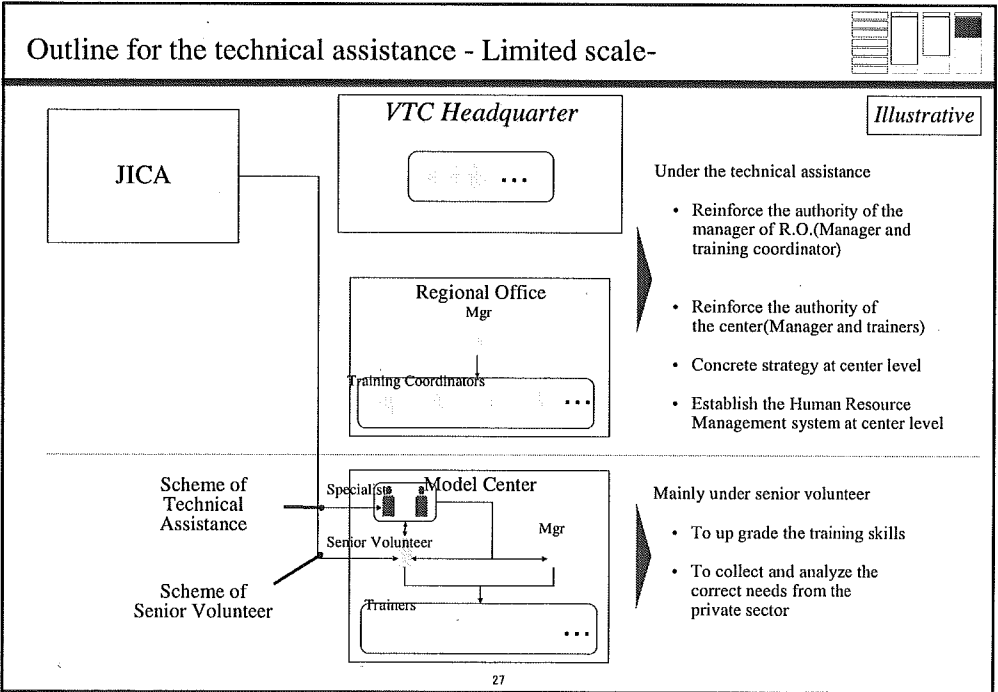 Outline for the technical assistance - Limited scale-
Illustrative
JICA
VTC Headquarter
...
Regional Office
Mgr
Training Coordinators
...
Under the technical assistance
• Reinforce the authority of the
manager of R.O.(Manager and
training coordinator)
• Reinforce the authority of
the center(Manager and trainers)
• Concrete strategy at center level
• Establish the Human Resource
Management system at center level
Scheme of
Technical
Assistance
Scheme of
Senior Volunteer
Model Center
Specialists
Senior Volunteer
Mgr
Trainers
...
Mainly under senior volunteer
• To up grade the training skills
• To collect and analyze the
correct needs from the
private sector
27